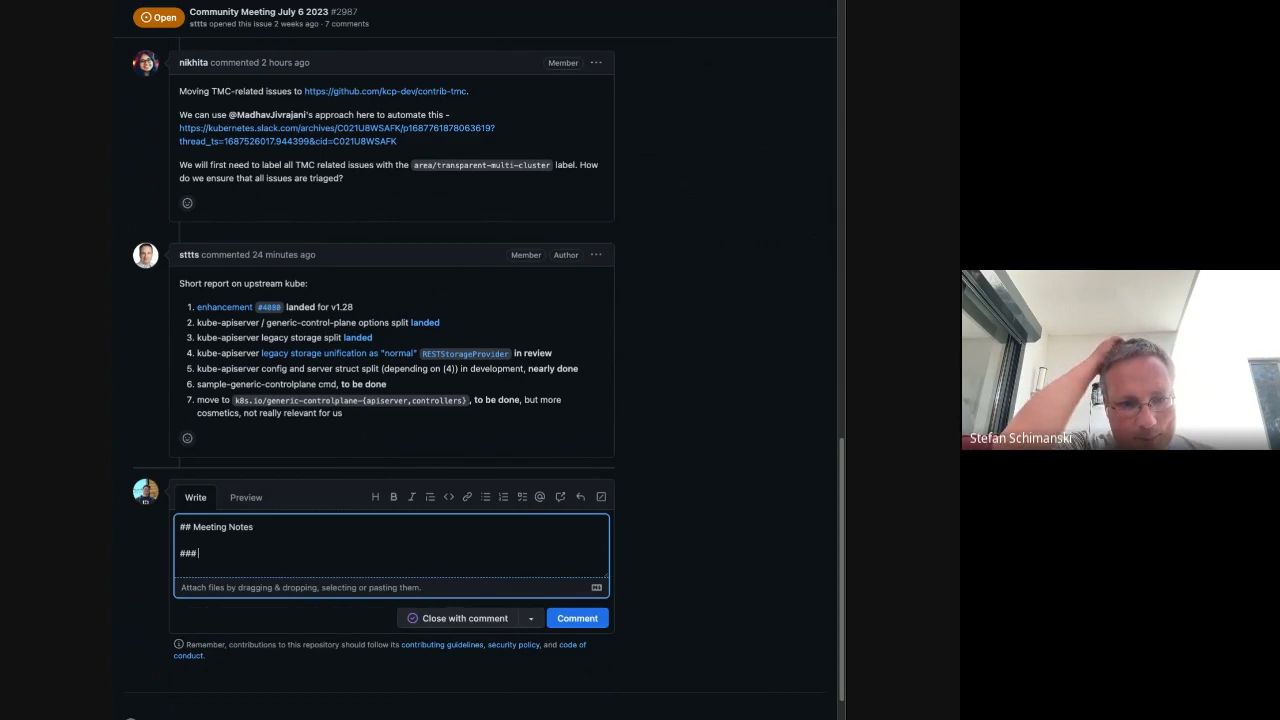 Open
Community Meeting July 6 2023 #2987
sttts opened this issue 2 weeks ago · 7 comments
nikhita commented 2 hours ago
Member
Moving TMC-related issues to https://github.com/kcp-dev/contrib-tmc.
We can use @MadhavJivrajani's approach here to automate this -
https://kubernetes.slack.com/archives/C021U8WSAFK/p1687761878063619?
thread_ts=1687526017.944399&cid=C021U8WSAFK
We will first need to label all TMC related issues with the area/transparent-multi-cluster label. How
do we ensure that all issues are triaged?
sttts commented 24 minutes ago
Member Author
Short report on upstream kube:
1. enhancement #4080 landed for v1.28
2. kube-apiserver / generic-control-plane options split landed
3. kube-apiserver legacy storage split landed
4. kube-apiserver legacy storage unification as "normal" RESTStorageProvider in review
5. kube-apiserver config and server struct split (depending on (4)) in development, nearly done
6. sample-generic-controlplane cmd, to be done
7. move to k8s.io/generic-controlplane-{apiserver,controllers}, to be done, but more
cosmetics, not really relevant for us
Write Preview
## Meeting Notes
###
Attach files by dragging & dropping, selecting or pasting them.
Close with comment
Comment
Remember, contributions to this repository should follow its contributing guidelines, security policy, and code of
conduct.
Stefan Schimanski